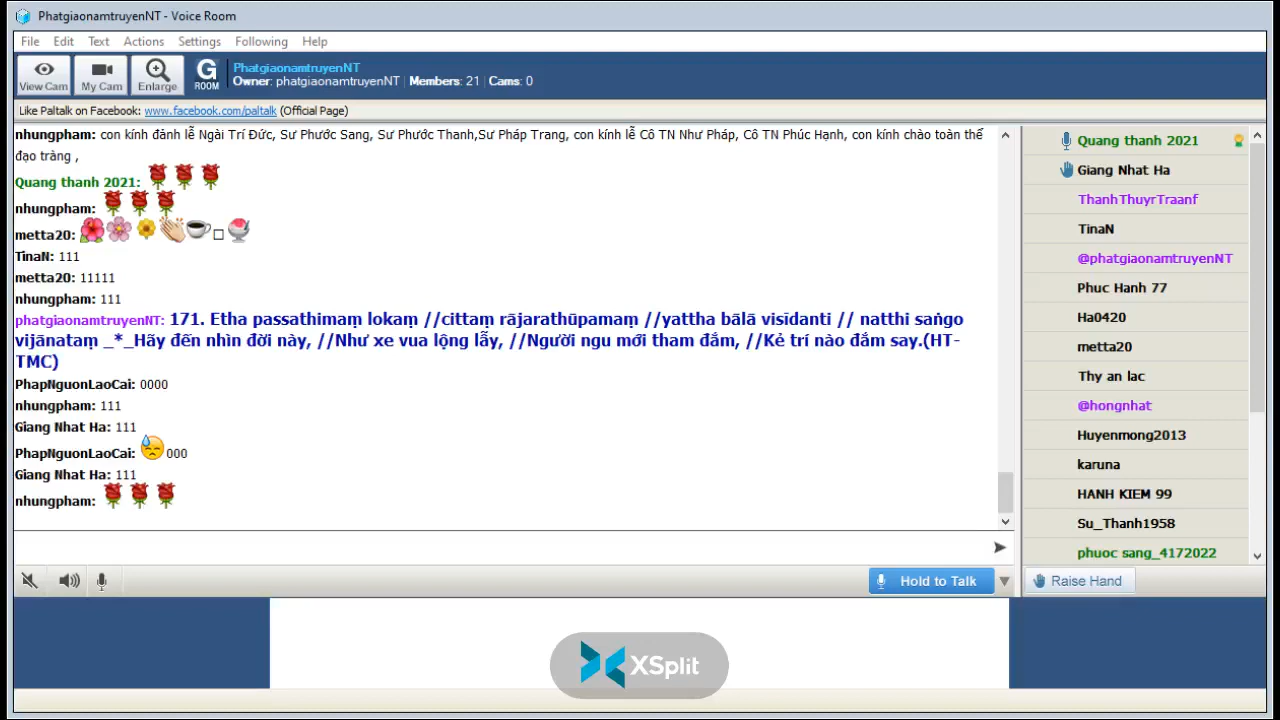 PhatgiaonamtruyenNT - Voice Room
File Edit Text Actions Settings Following Help
View Cam
My Cam
Enlarge
G
ROOM
PhatgiaonamtruyenNT
Owner: phatgiaonamtruyenNT | Members: 21 | Cams: 0
Like Paltalk on Facebook: www.facebook.com/paltalk (Official Page)
nhungpham: con kính đảnh lễ Ngài Trí Đức, Sư Phước Sang, Sư Phước Thanh,Sư Pháp Trang, con kính lễ Cô TN Như Pháp, Cô TN Phúc Hạnh, con kính chào toàn thể
đạo tràng ,
Quang thanh 2021:
nhungpham:
metta20:
TinaN: 111
metta20: 11111
nhungpham: 111
phatgiaonamtruyenNT: 171. Etha passathimaṃ lokaṃ //cittaṃ rājarathūpamaṃ //yattha bālā visīdanti // natthi saṅgo
vijānataṃ _*_Hãy đến nhìn đời này, //Như xe vua lộng lẫy, //Người ngu mới tham đắm, //Kẻ trí nào đắm say.(HT-
TMC)
PhapNguonLaoCai: 0000
nhungpham: 111
Giang Nhat Ha: 111
PhapNguonLaoCai: 000
Giang Nhat Ha: 111
nhungpham:
Hold to Talk
Quang thanh 2021
Giang Nhat Ha
ThanhThuyrTraanf
TinaN
@phatgiaonamtruyenNT
Phuc Hanh 77
Ha0420
metta20
Thy an lac
@hongnhat
Huyenmong2013
karuna
HANH KIEM 99
Su_Thanh1958
phuoc sang_4172022
Raise Hand
XSplit